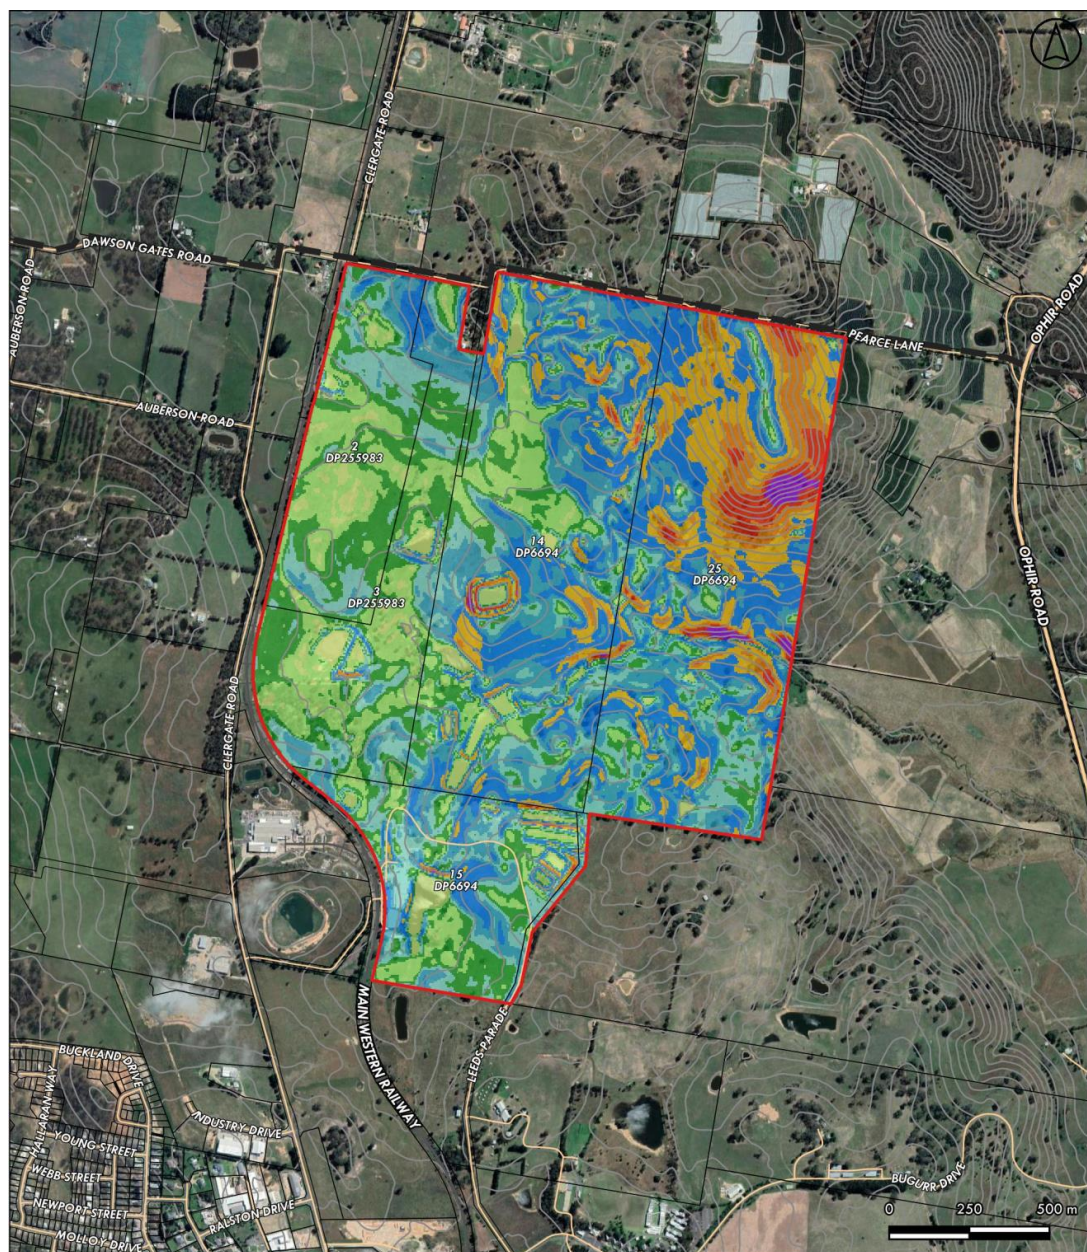 CLERGATE ROAD
DAWSON GATES ROAD
AUBERSON ROAD
OPHIR ROAD
PEARCE LANE
AUBERSON ROAD
2
DP255983
14
DP6694
25
DP6694
3
DP255983
OPHIR ROAD
CLERGATE ROAD
15
DP6694
MAIN WESTERN RAILWAY
LEEDS PARADE
BUCKLAND DRIVE
HALLARAN WAY
INDUSTRY DRIVE
YOUNG STREET
WEBB STREET
NEWPORT STREET
RALSTON DRIVE
MOLLOY DRIVE
BUGURR DRIVE
0 250 500 m